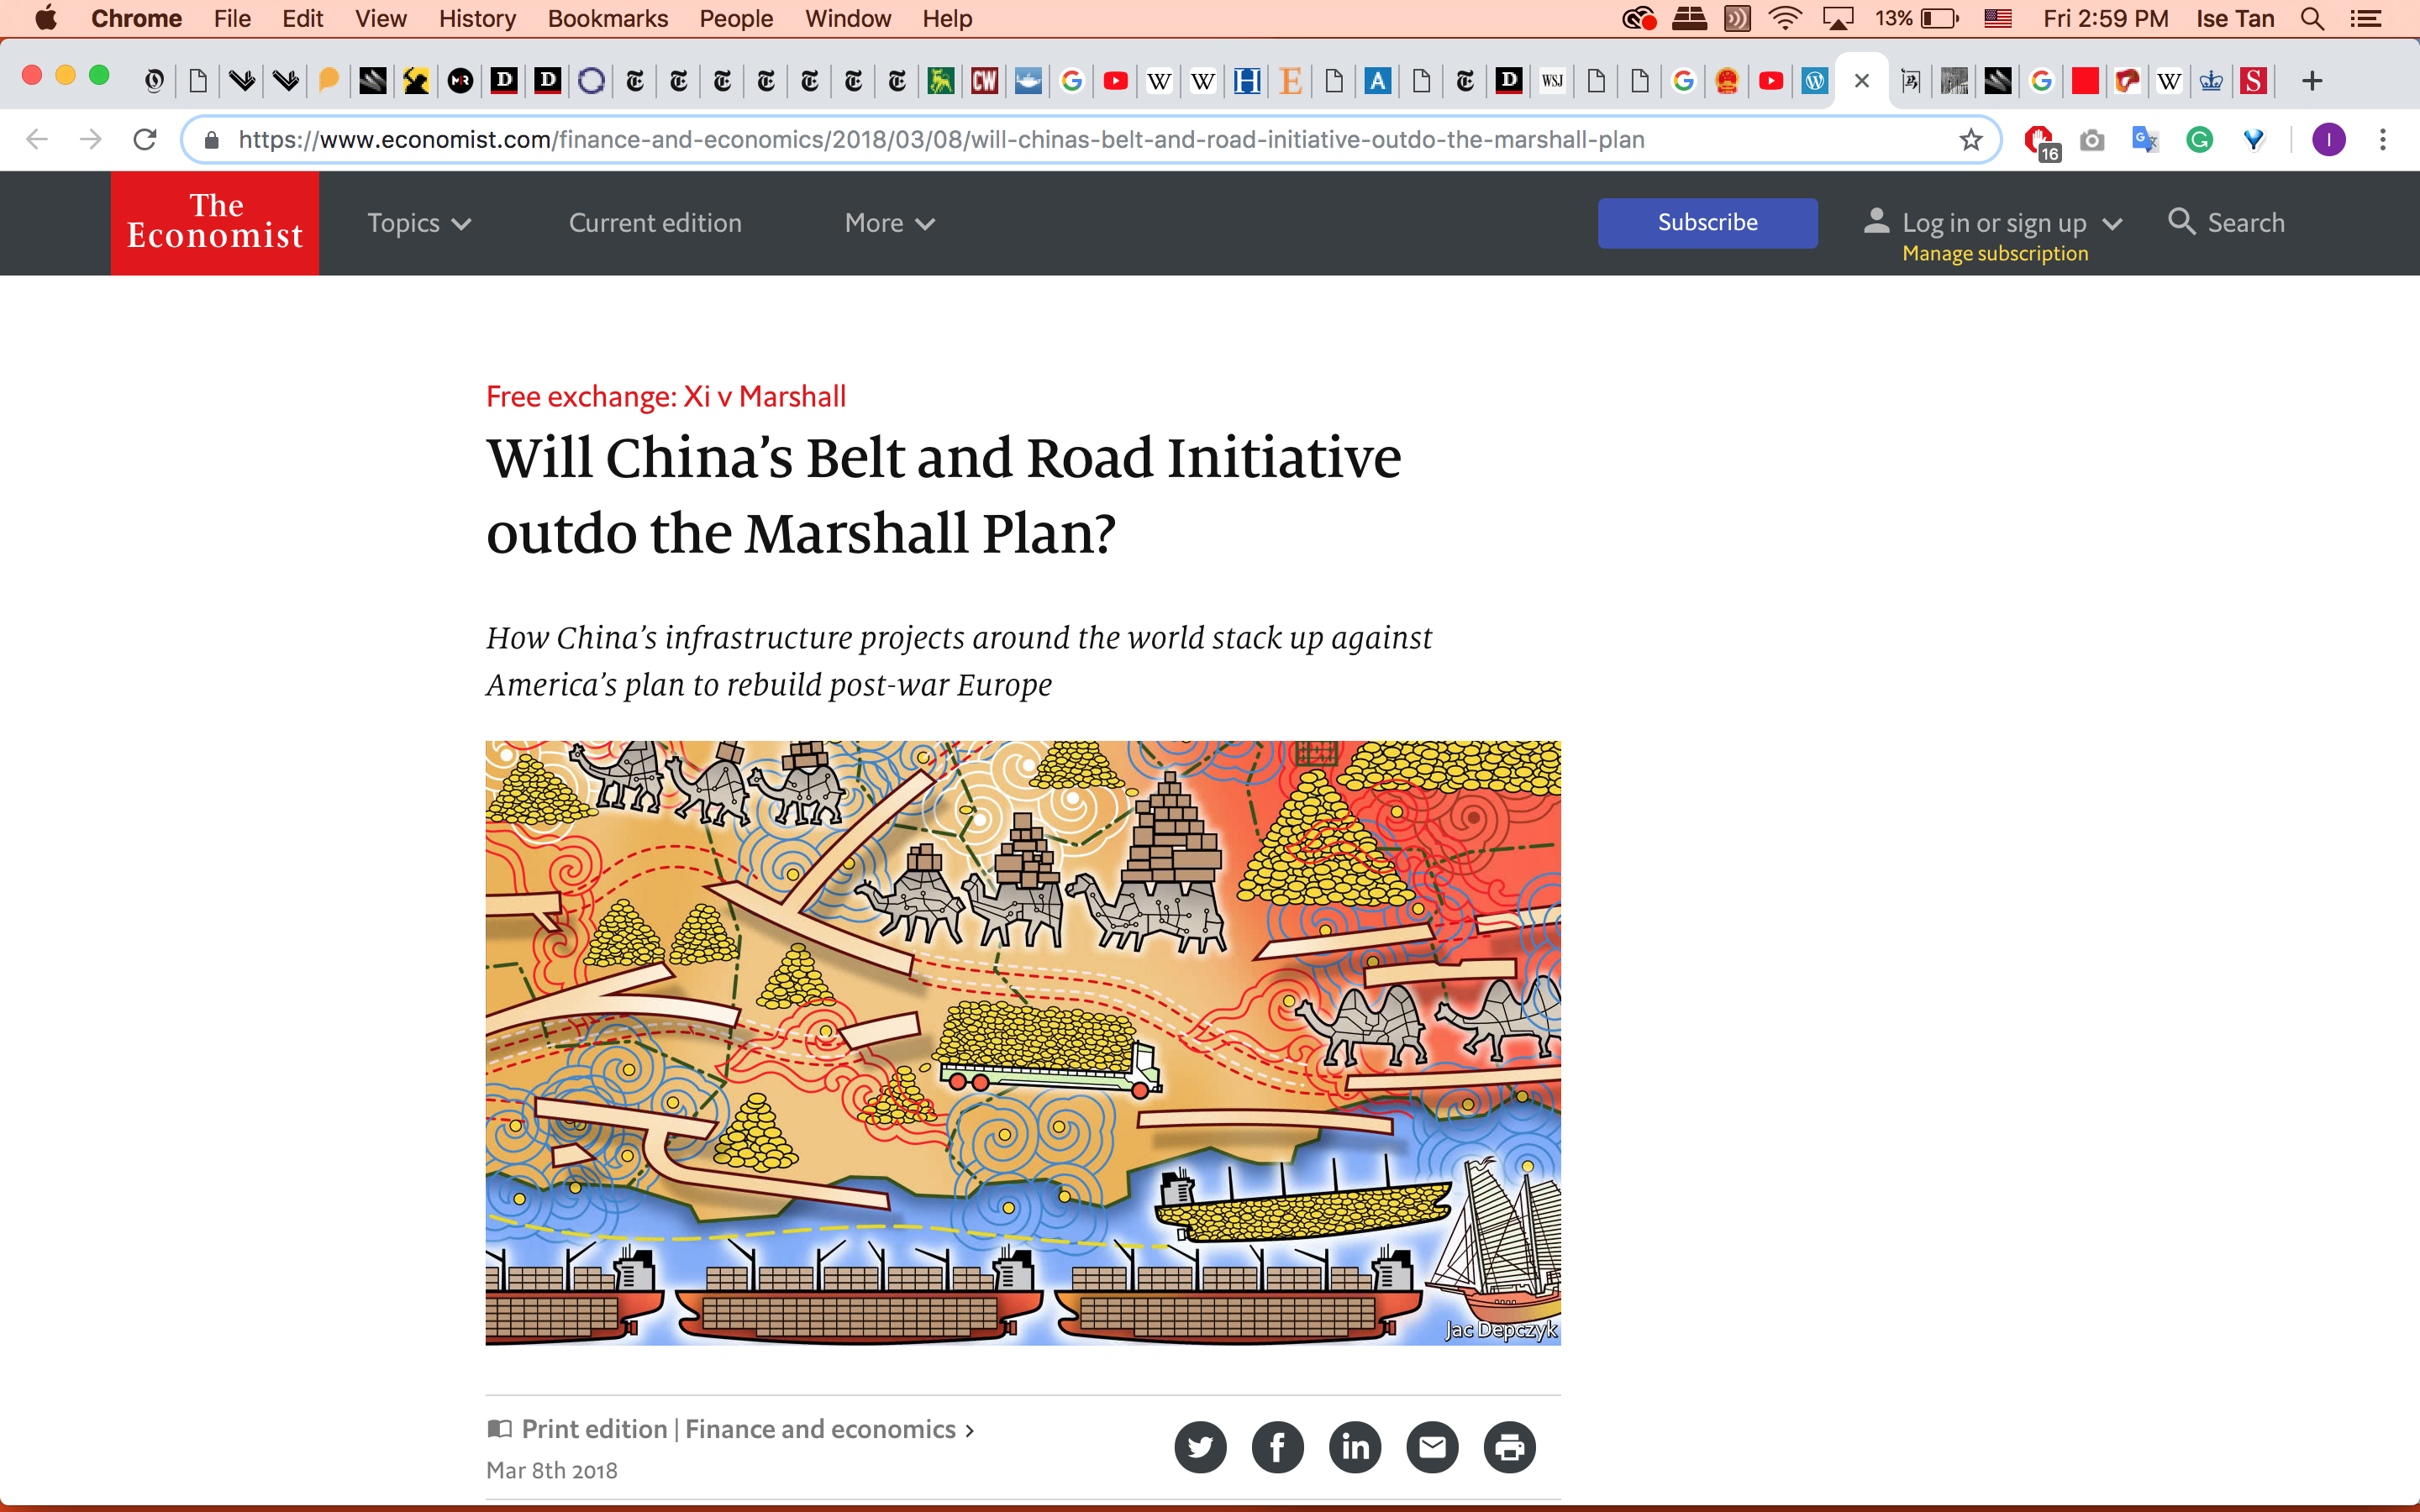 Chrome File Edit View History Bookmarks People Window Help 13% Fri 2:59 PM Ise Tan
MR D D CW G W W H E A D WSJ G G W S
https://www.economist.com/finance-and-economics/2018/03/08/will-chinas-belt-and-road-initiative-outdo-the-marshall-plan
16 G I
The
Economist
Topics Current edition More Subscribe Log in or sign up Search
Manage subscription
Free exchange: Xi v Marshall
Will China’s Belt and Road Initiative
outdo the Marshall Plan?
How China’s infrastructure projects around the world stack up against
America’s plan to rebuild post-war Europe
Jac Depczyk
Print edition | Finance and economics ›
Mar 8th 2018